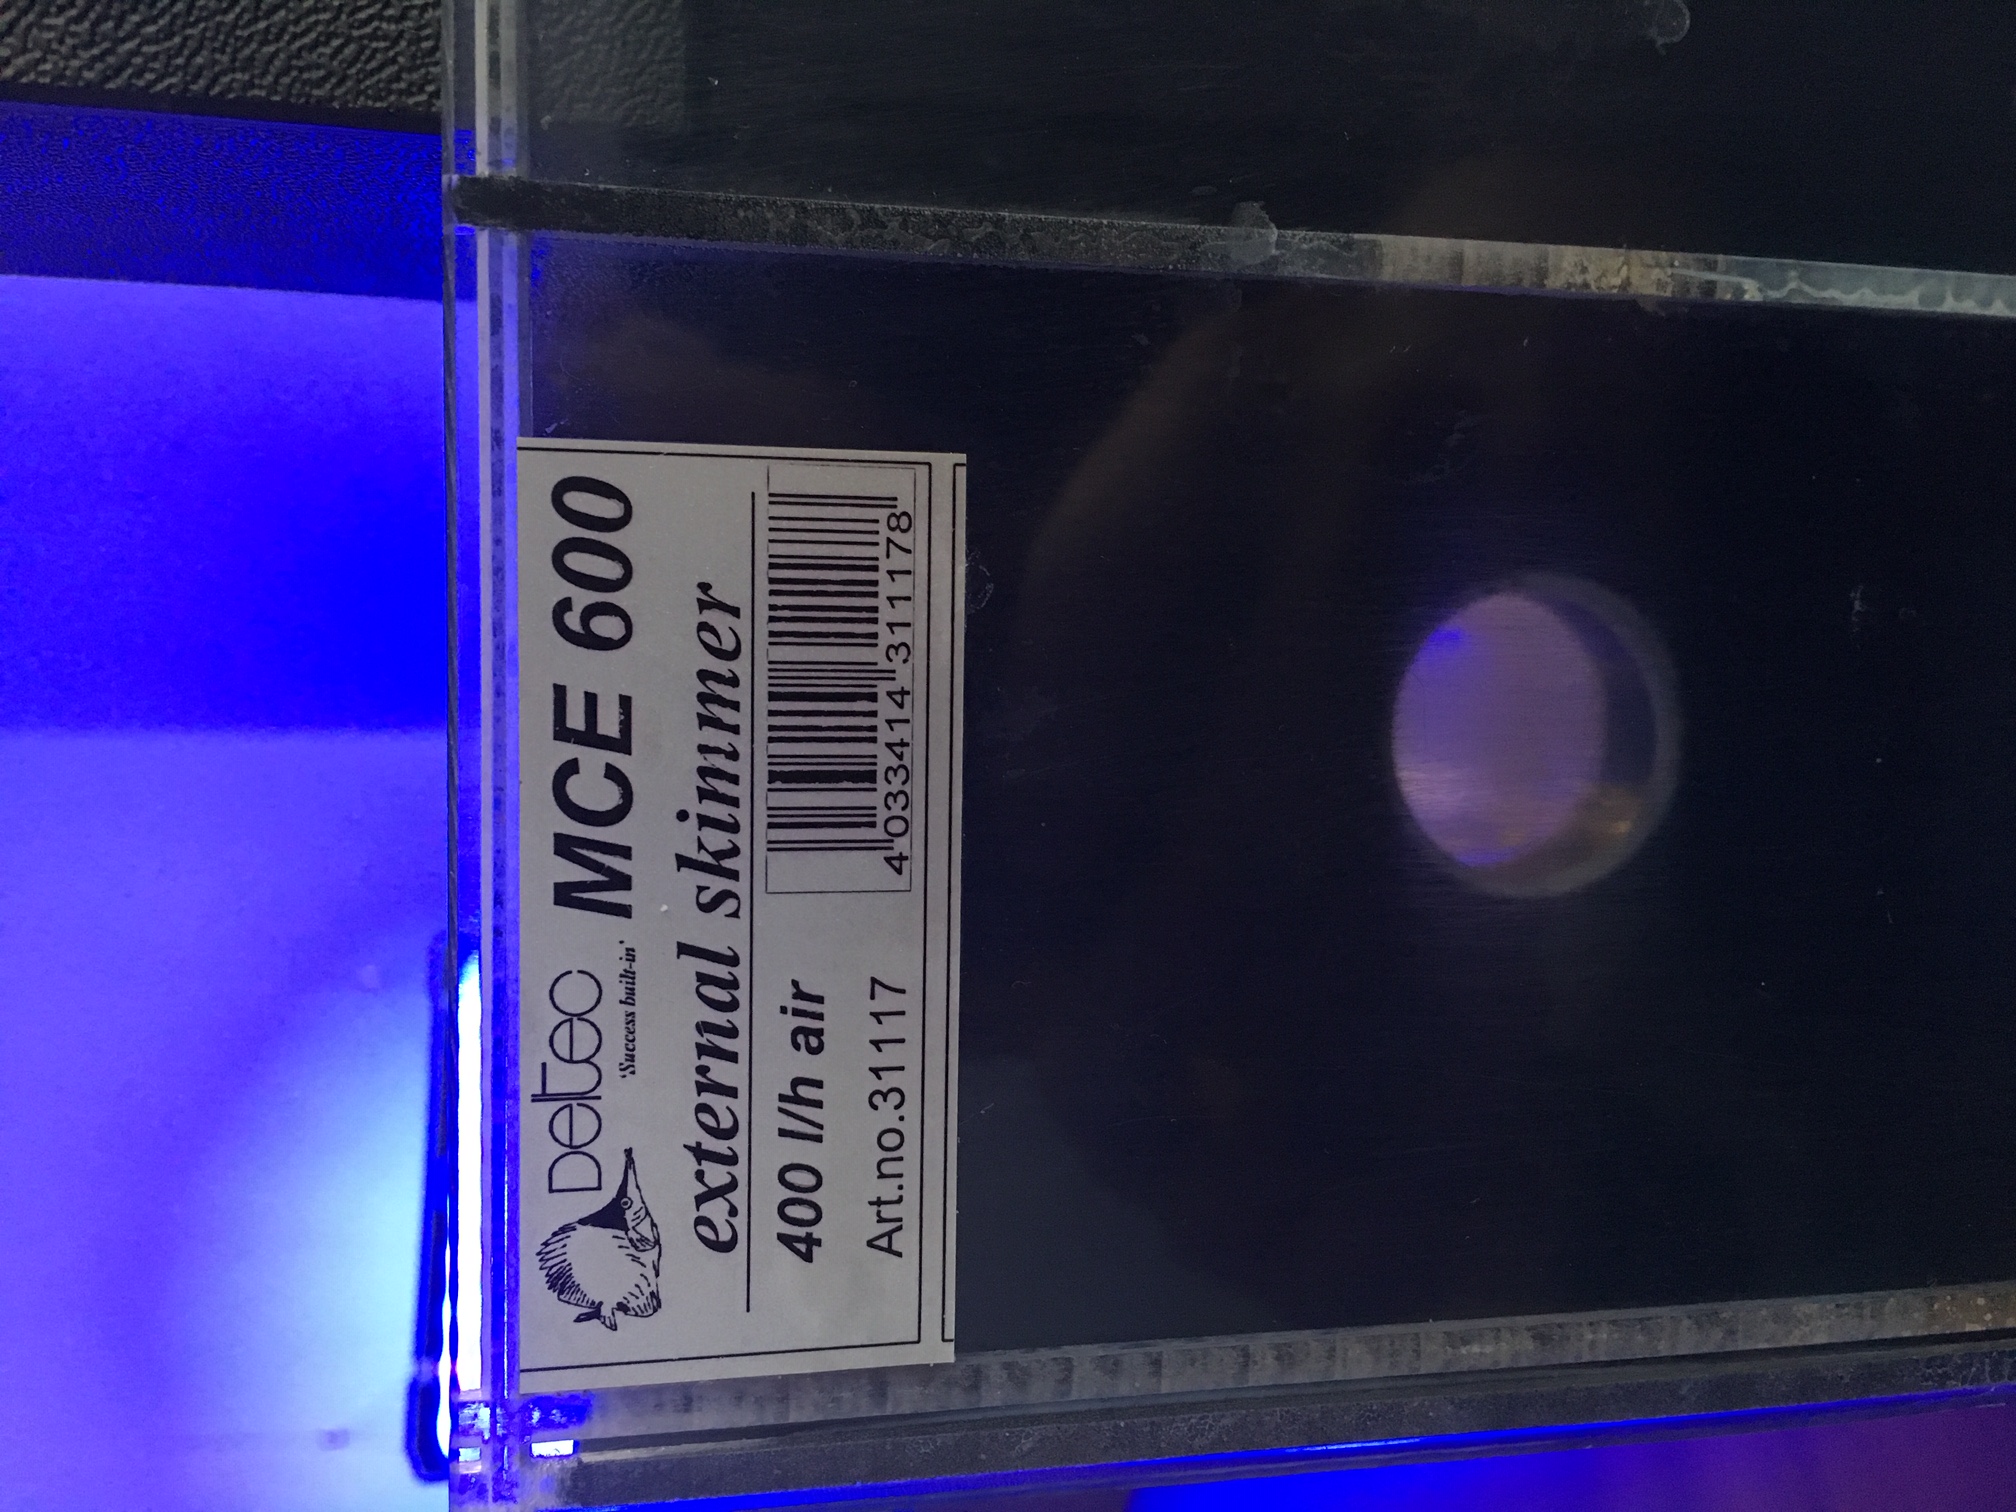 Deltec MCE 600
'Success built-in'
external skimmer
400 l/h air
Art.no.31117
4 033414 311178